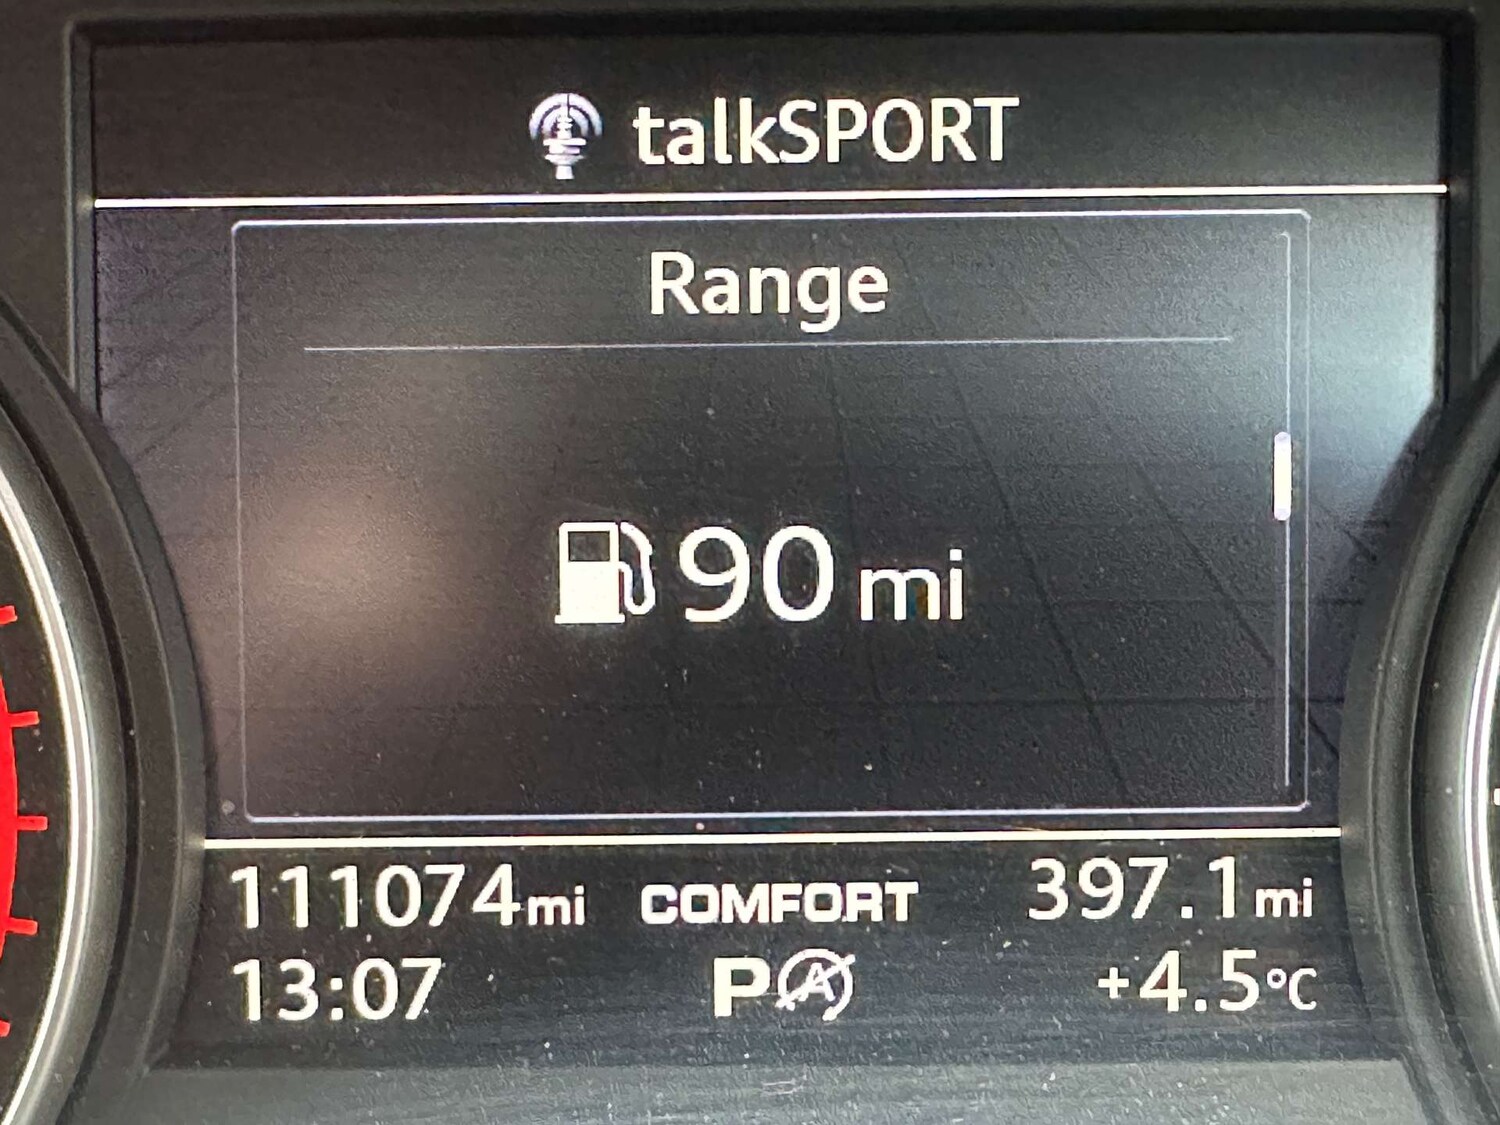 talkSPORT
Range
90 mi
111074mi COMFORT 397.1mi
13:07 P A +4.5°C